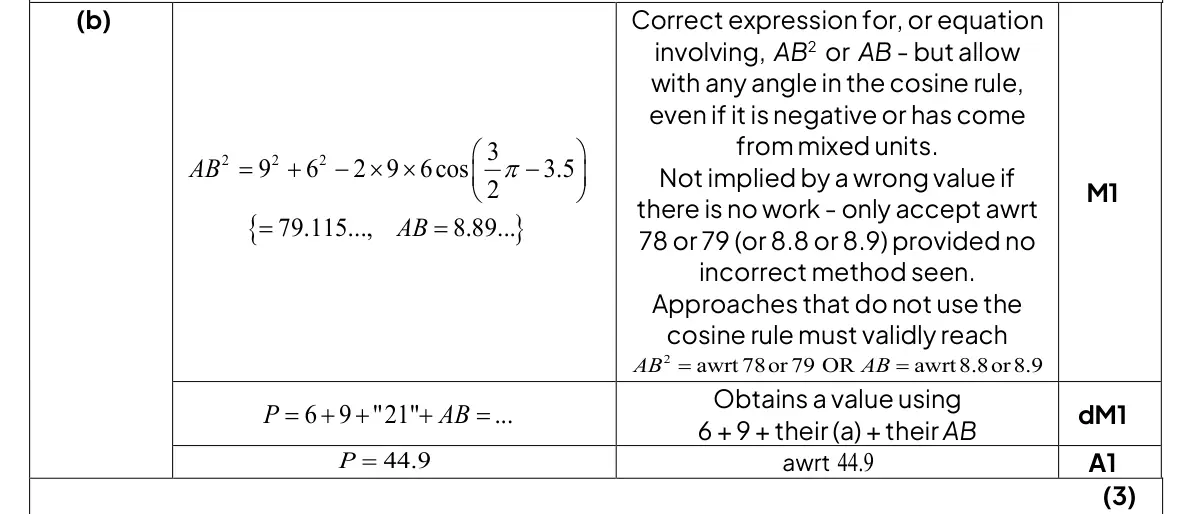 (b)
AB² = 9² + 6² − 2×9×6cos(3/2 π − 3.5)
{= 79.115..., AB = 8.89...}
Correct expression for, or equation
involving, AB² or AB - but allow
with any angle in the cosine rule,
even if it is negative or has come
from mixed units.
Not implied by a wrong value if
there is no work - only accept awrt
78 or 79 (or 8.8 or 8.9) provided no
incorrect method seen.
Approaches that do not use the
cosine rule must validly reach
AB² = awrt 78 or 79 OR AB = awrt 8.8 or 8.9
M1
P = 6 + 9 + "21" + AB = ...
Obtains a value using
6 + 9 + their (a) + their AB
dM1
P = 44.9
awrt 44.9
A1
(3)